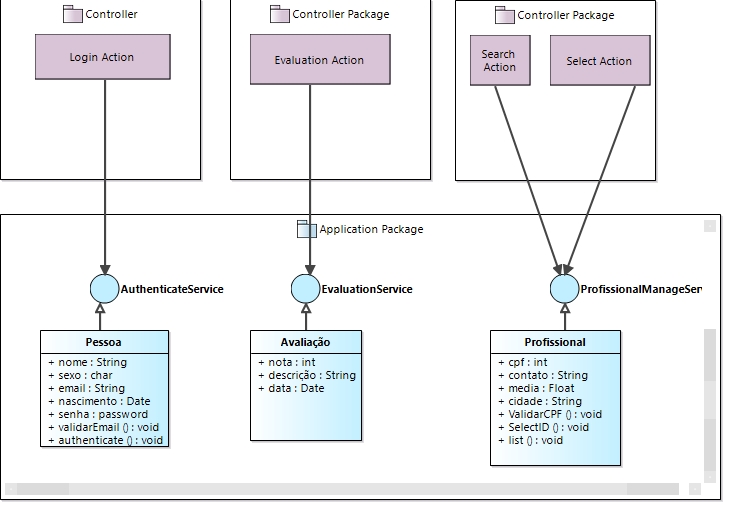 Controller
Login Action
Controller Package
Evaluation Action
Controller Package
Search
Action
Select Action
Application Package
AuthenticateService
EvaluationService
ProfissionalManageSer
Pessoa
+ nome : String
+ sexo : char
+ email : String
+ nascimento : Date
+ senha : password
+ validarEmail () : void
+ authenticate () : void
Avaliação
+ nota : int
+ descrição : String
+ data : Date
Profissional
+ cpf : int
+ contato : String
+ media : Float
+ cidade : String
+ ValidarCPF () : void
+ SelectID () : void
+ list () : void